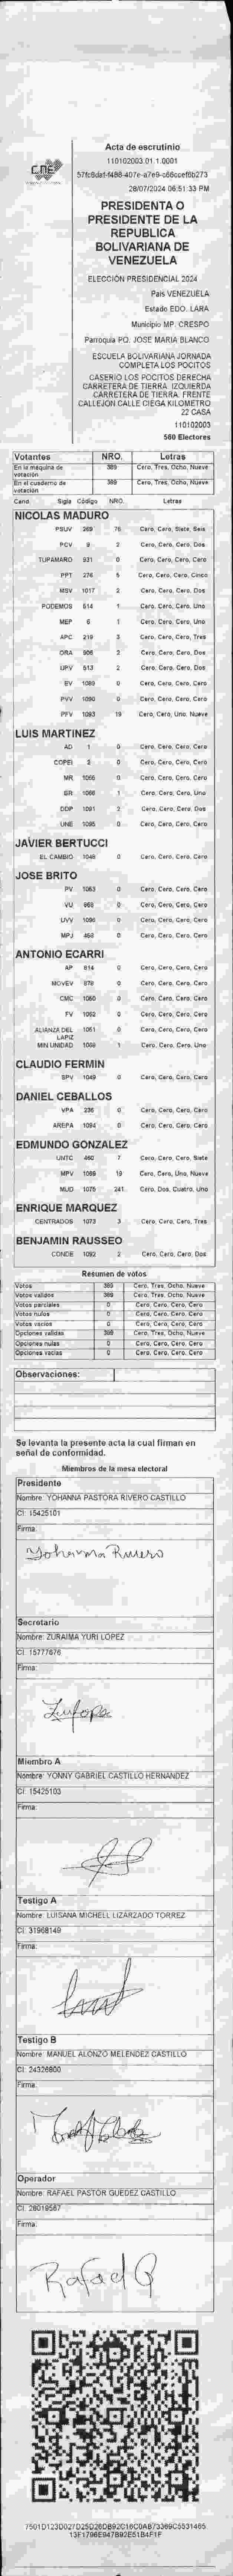 Acta de escrutinio
CNE
110102003.01.1.0001
28/07/2024 06:51:33 PM
PRESIDENTA O
PRESIDENTE DE LA
REPUBLICA
BOLIVARIANA DE
VENEZUELA
ELECCIÓN PRESIDENCIAL 2024
País VENEZUELA
Estado EDO. LARA
Municipio MP. CRESPO
Parroquia PQ. JOSE MARIA BLANCO
ESCUELA BOLIVARIANA JORNADA
COMPLETA LOS POCITOS
CASERIO LOS POCITOS DERECHA
CARRETERA DE TIERRA. IZQUIERDA
CARRETERA DE TIERRA. FRENTE
CALLEJON CALLE CIEGA KILOMETRO
22 CASA
110102003
560 Electores
Votantes NRO. Letras
En la máquina de votación 389 Cero, Tres, Ocho, Nueve
En el cuaderno de votación 389 Cero, Tres, Ocho, Nueve
Cand. Sigla Código NRO. Letras
NICOLAS MADURO
PSUV 269 76 Cero, Cero, Siete, Seis
PCV 9 2 Cero, Cero, Cero, Dos
TUPAMARO 931 0 Cero, Cero, Cero, Cero
PPT 276 5 Cero, Cero, Cero, Cinco
MSV 1017 2 Cero, Cero, Cero, Dos
PODEMOS 514 1 Cero, Cero, Cero, Uno
MEP 6 1 Cero, Cero, Cero, Uno
APC 219 3 Cero, Cero, Cero, Tres
ORA 906 2 Cero, Cero, Cero, Dos
UPV 513 2 Cero, Cero, Cero, Dos
EV 1089 0 Cero, Cero, Cero, Cero
PVV 1090 0 Cero, Cero, Cero, Cero
PFV 1093 19 Cero, Cero, Uno, Nueve
LUIS MARTINEZ
AD 1 0 Cero, Cero, Cero, Cero
COPEI 2 0 Cero, Cero, Cero, Cero
MR 1066 0 Cero, Cero, Cero, Cero
BR 1068 1 Cero, Cero, Cero, Uno
DDP 1091 2 Cero, Cero, Cero, Dos
UNE 1095 0 Cero, Cero, Cero, Cero
JAVIER BERTUCCI
EL CAMBIO 1048 0 Cero, Cero, Cero, Cero
JOSE BRITO
PV 1063 0 Cero, Cero, Cero, Cero
VU 968 0 Cero, Cero, Cero, Cero
UVV 1096 0 Cero, Cero, Cero, Cero
MPJ 468 0 Cero, Cero, Cero, Cero
ANTONIO ECARRI
AP 814 0 Cero, Cero, Cero, Cero
MOVEV 879 0 Cero, Cero, Cero, Cero
CMC 1060 0 Cero, Cero, Cero, Cero
FV 1052 0 Cero, Cero, Cero, Cero
ALIANZA DEL LAPIZ 1051 0 Cero, Cero, Cero, Cero
MIN UNIDAD 1069 1 Cero, Cero, Cero, Uno
CLAUDIO FERMIN
SPV 1049 0 Cero, Cero, Cero, Cero
DANIEL CEBALLOS
VPA 236 0 Cero, Cero, Cero, Cero
AREPA 1094 0 Cero, Cero, Cero, Cero
EDMUNDO GONZALEZ
UNTC 460 7 Cero, Cero, Cero, Siete
MPV 1088 19 Cero, Cero, Uno, Nueve
MUD 1075 241 Cero, Dos, Cuatro, Uno
ENRIQUE MARQUEZ
CENTRADOS 1073 3 Cero, Cero, Cero, Tres
BENJAMIN RAUSSEO
CONDE 1092 2 Cero, Cero, Cero, Dos
Resumen de votos
Votos 389 Cero, Tres, Ocho, Nueve
Votos validos 389 Cero, Tres, Ocho, Nueve
Votos parciales 0 Cero, Cero, Cero, Cero
Votos nulos 0 Cero, Cero, Cero, Cero
Votos vacios 0 Cero, Cero, Cero, Cero
Opciones validas 389 Cero, Tres, Ocho, Nueve
Opciones nulas 0 Cero, Cero, Cero, Cero
Opciones vacias 0 Cero, Cero, Cero, Cero
Observaciones:
Se levanta la presente acta la cual firman en
señal de conformidad.
Miembros de la mesa electoral
Presidente
Nombre: YOHANNA PASTORA RIVERO CASTILLO
CI: 15425101
Firma:
Yohanna Rivero
Secretario
Nombre: ZURAIMA YURI LOPEZ
CI: 15777676
Firma:
Miembro A
Nombre: YONNY GABRIEL CASTILLO HERNANDEZ
CI: 15425103
Firma:
Testigo A
Nombre: LUISANA MICHELL LIZARZADO TORREZ
CI: 31968149
Firma:
Testigo B
Nombre: MANUEL ALONZO MELENDEZ CASTILLO
CI: 24326800
Firma:
Operador
Nombre: RAFAEL PASTOR GUEDEZ CASTILLO
CI: 26019567
Firma:
Rafael G